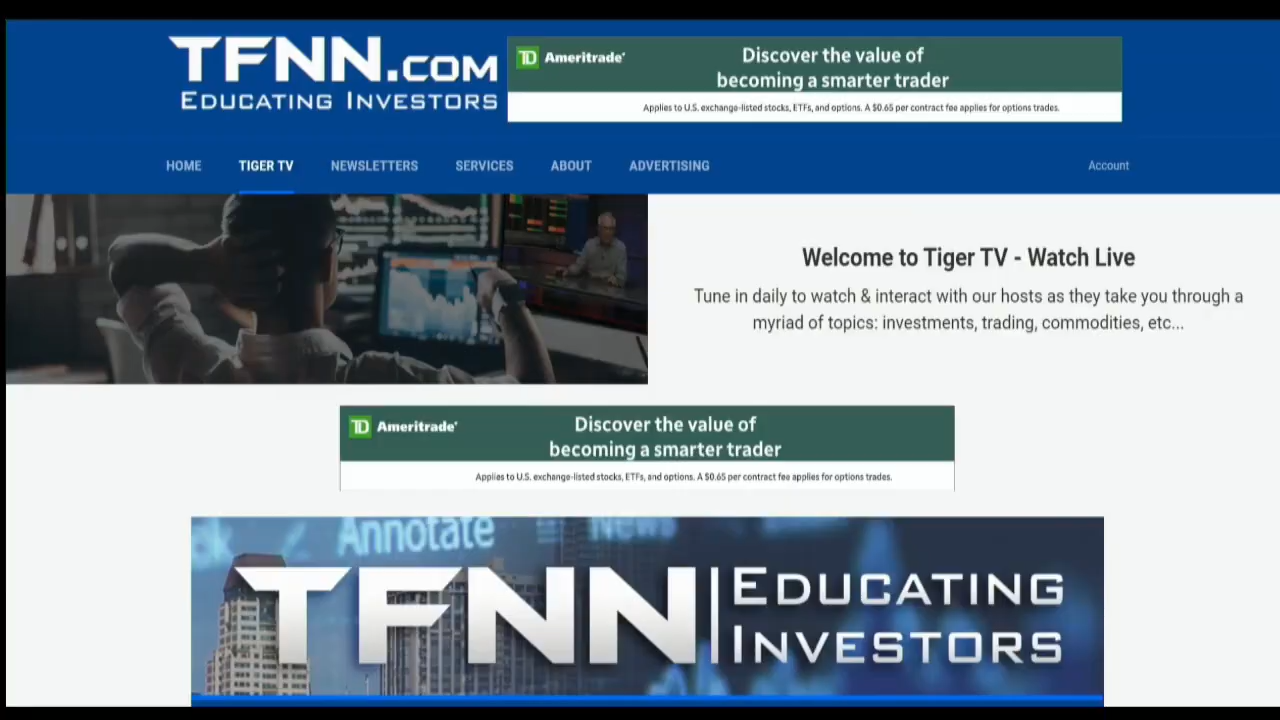 TFNN.COM
EDUCATING INVESTORS
TD Ameritrade
Discover the value of
becoming a smarter trader
Applies to U.S. exchange-listed stocks, ETFs, and options. A $0.65 per contract fee applies for options trades.
HOME TIGER TV NEWSLETTERS SERVICES ABOUT ADVERTISING Account
Welcome to Tiger TV - Watch Live
Tune in daily to watch & interact with our hosts as they take you through a
myriad of topics: investments, trading, commodities, etc...
TD Ameritrade
Discover the value of
becoming a smarter trader
Applies to U.S. exchange-listed stocks, ETFs, and options. A $0.65 per contract fee applies for options trades.
Annotate News
TFNN EDUCATING
INVESTORS